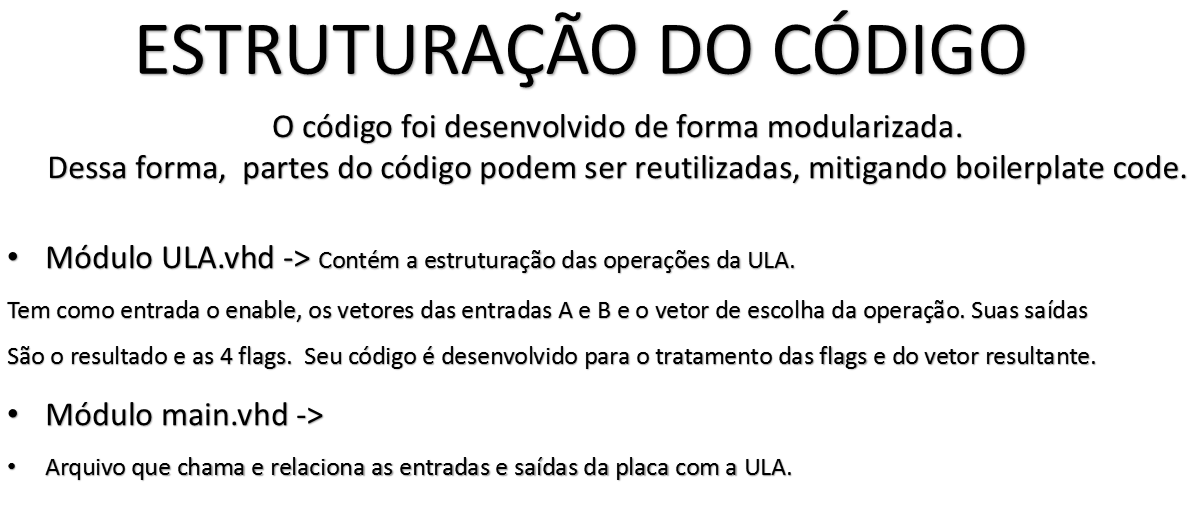 ESTRUTURAÇÃO DO CÓDIGO
O código foi desenvolvido de forma modularizada.
Dessa forma,  partes do código podem ser reutilizadas, mitigando boilerplate code.
• Módulo ULA.vhd -> Contém a estruturação das operações da ULA.
Tem como entrada o enable, os vetores das entradas A e B e o vetor de escolha da operação. Suas saídas
São o resultado e as 4 flags.  Seu código é desenvolvido para o tratamento das flags e do vetor resultante.
• Módulo main.vhd ->
• Arquivo que chama e relaciona as entradas e saídas da placa com a ULA.